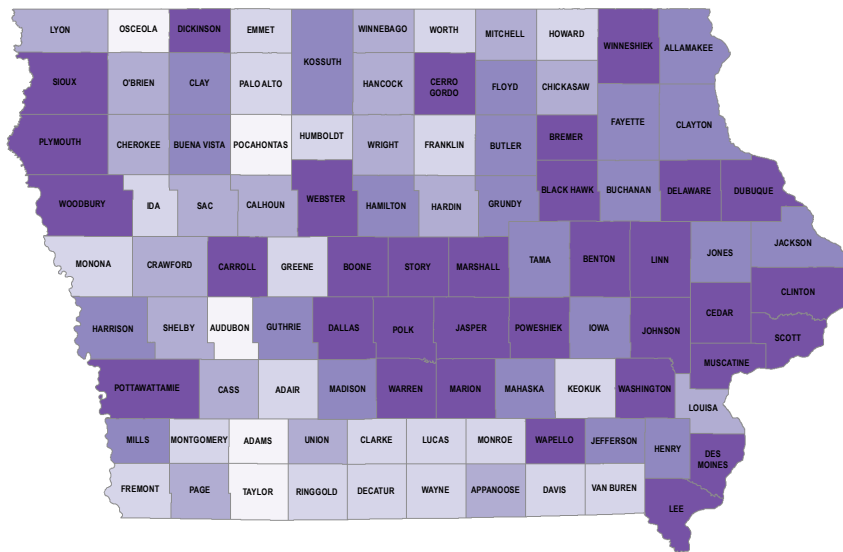 LYON
OSCEOLA
DICKINSON
EMMET
WINNEBAGO
WORTH
MITCHELL
HOWARD
WINNESHIEK
ALLAMAKEE
KOSSUTH
SIOUX
O'BRIEN
CLAY
PALO ALTO
HANCOCK
CERRO
GORDO
FLOYD
CHICKASAW
FAYETTE
CLAYTON
PLYMOUTH
CHEROKEE
BUENA VISTA
POCAHONTAS
HUMBOLDT
WRIGHT
FRANKLIN
BUTLER
BREMER
WOODBURY
IDA
SAC
CALHOUN
WEBSTER
HAMILTON
HARDIN
GRUNDY
BLACK HAWK
BUCHANAN
DELAWARE
DUBUQUE
MONONA
CRAWFORD
CARROLL
GREENE
BOONE
STORY
MARSHALL
TAMA
BENTON
LINN
JONES
JACKSON
CLINTON
HARRISON
SHELBY
AUDUBON
GUTHRIE
DALLAS
POLK
JASPER
POWESHIEK
IOWA
JOHNSON
CEDAR
SCOTT
MUSCATINE
POTTAWATTAMIE
CASS
ADAIR
MADISON
WARREN
MARION
MAHASKA
KEOKUK
WASHINGTON
LOUISA
MILLS
MONTGOMERY
ADAMS
UNION
CLARKE
LUCAS
MONROE
WAPELLO
JEFFERSON
HENRY
DES
MOINES
FREMONT
PAGE
TAYLOR
RINGGOLD
DECATUR
WAYNE
APPANOOSE
DAVIS
VAN BUREN
LEE